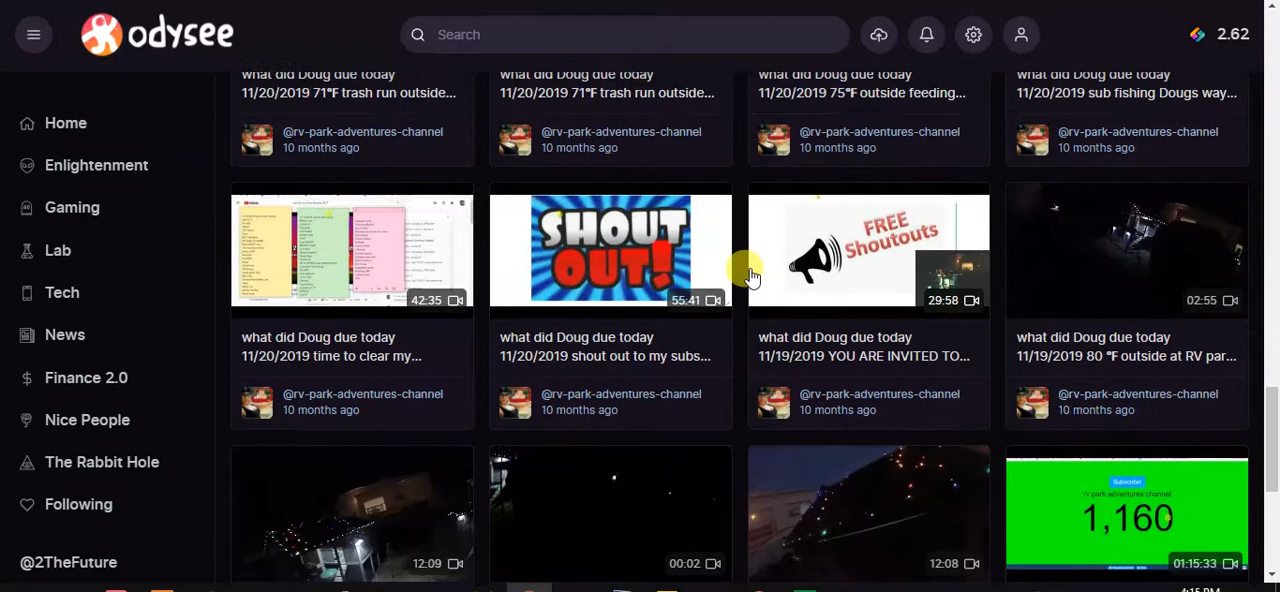 odysee
Search
2.62
Home
Enlightenment
Gaming
Lab
Tech
News
Finance 2.0
Nice People
The Rabbit Hole
Following
@2TheFuture
what did Doug due today
11/20/2019 71℉ trash run outside...
@rv-park-adventures-channel
10 months ago
what did Doug due today
11/20/2019 71℉ trash run outside...
@rv-park-adventures-channel
10 months ago
what did Doug due today
11/20/2019 75℉ outside feeding...
@rv-park-adventures-channel
10 months ago
what did Doug due today
11/20/2019 sub fishing Dougs way...
@rv-park-adventures-channel
10 months ago
42:35
what did Doug due today
11/20/2019 time to clear my...
@rv-park-adventures-channel
10 months ago
SHOUT
OUT!
55:41
what did Doug due today
11/20/2019 shout out to my subs...
@rv-park-adventures-channel
10 months ago
FREE
Shoutouts
29:58
what did Doug due today
11/19/2019 YOU ARE INVITED TO...
@rv-park-adventures-channel
10 months ago
02:55
what did Doug due today
11/19/2019 80 ℉ outside at RV par...
@rv-park-adventures-channel
10 months ago
12:09
00:02
12:08
Subscribe!
rv park adventures channel
1,160
01:15:33
4:15 PM